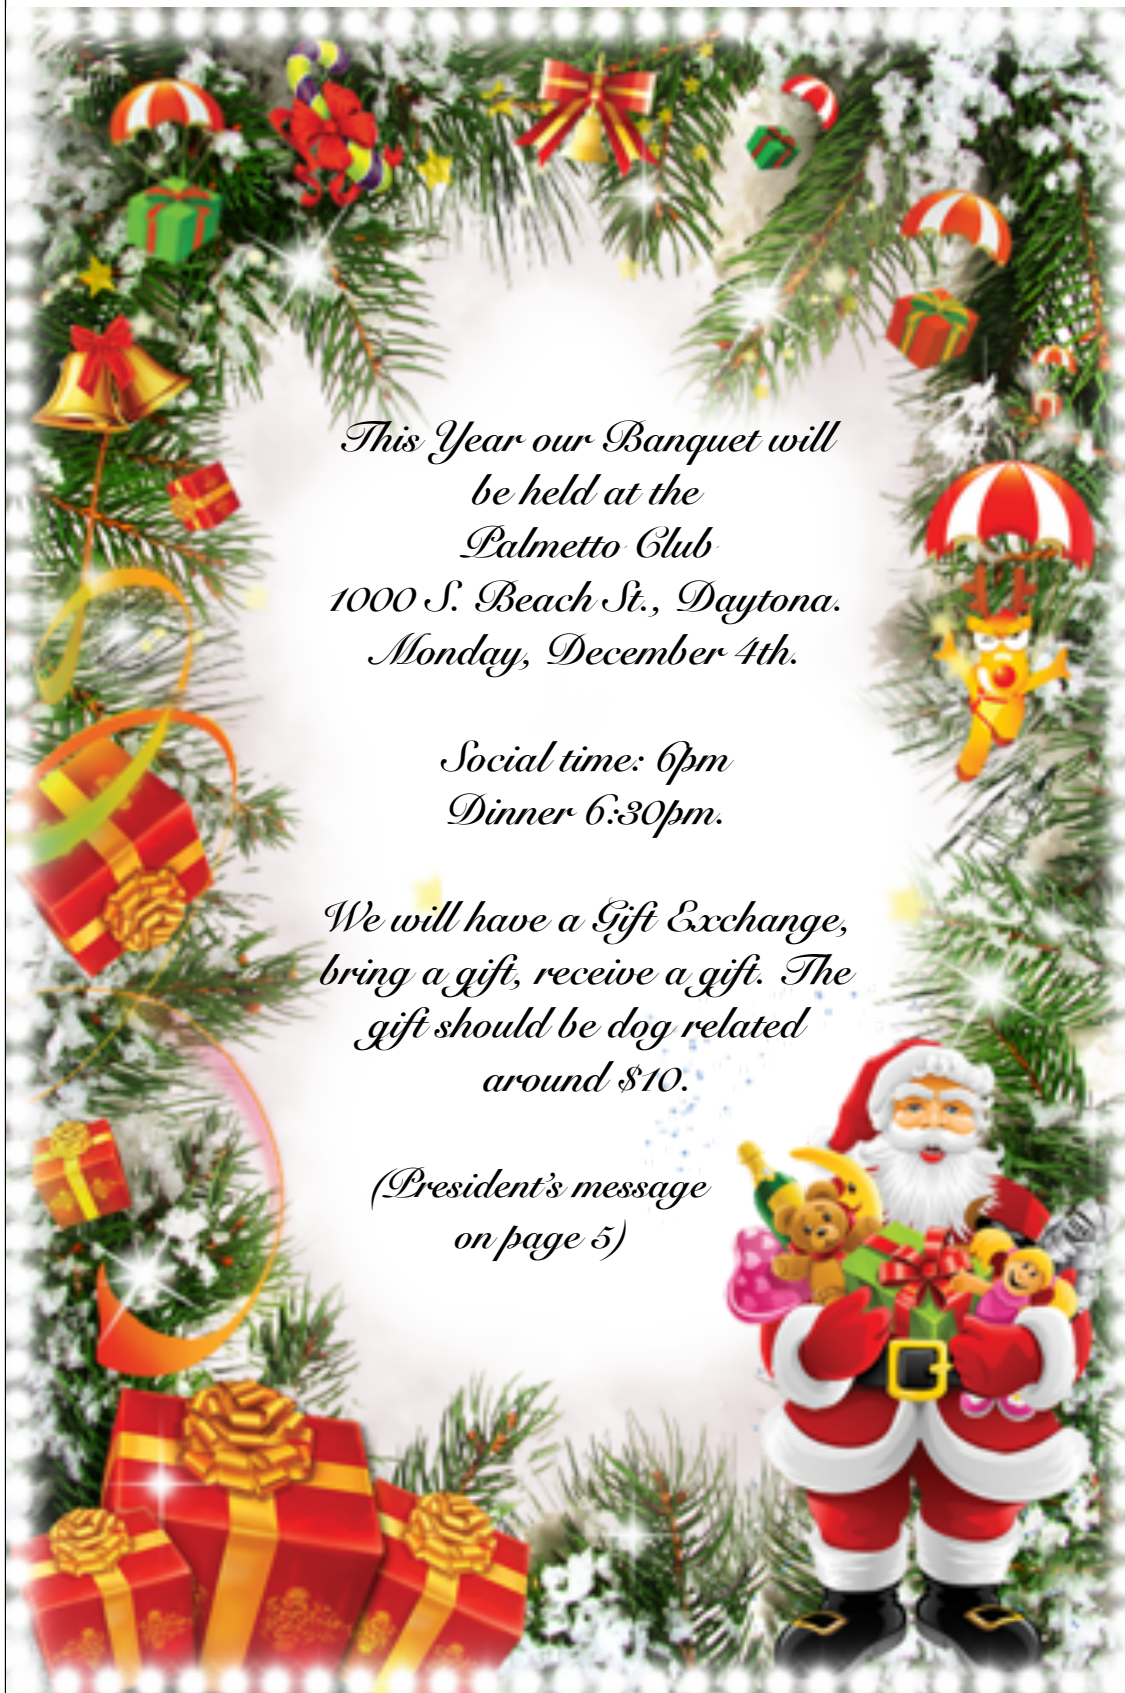 This Year our Banquet will
be held at the
Palmetto Club
1000 S. Beach St., Daytona.
Monday, December 4th.
Social time: 6pm
Dinner 6:30pm.
We will have a Gift Exchange,
bring a gift, receive a gift. The
gift should be dog related
around $10.
(President's message
on page 5)